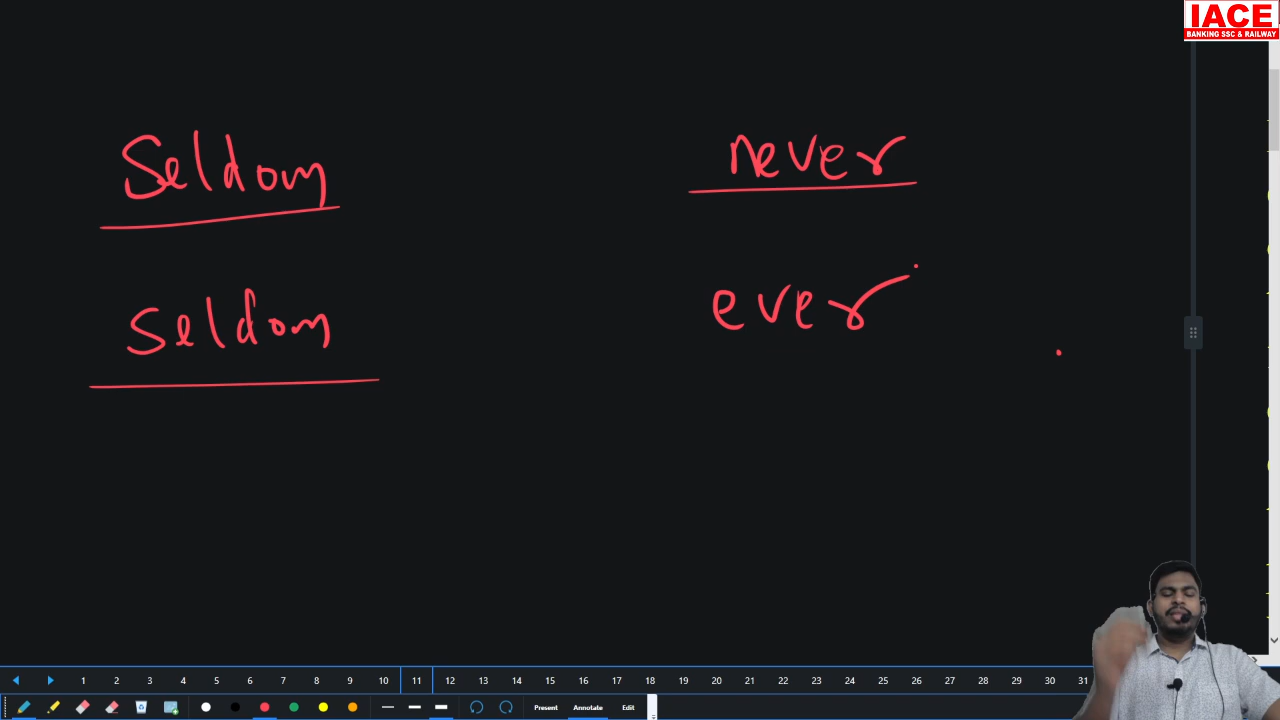 IACE
BANKING SSC & RAILWAY
Seldom never
Seldom ever
1 2 3 4 5 6 7 8 9 10 11 12 13 14 15 16 17 18 19 20 21 22 23 24 25 26 27 28 29 30 31
Present Annotate Edit